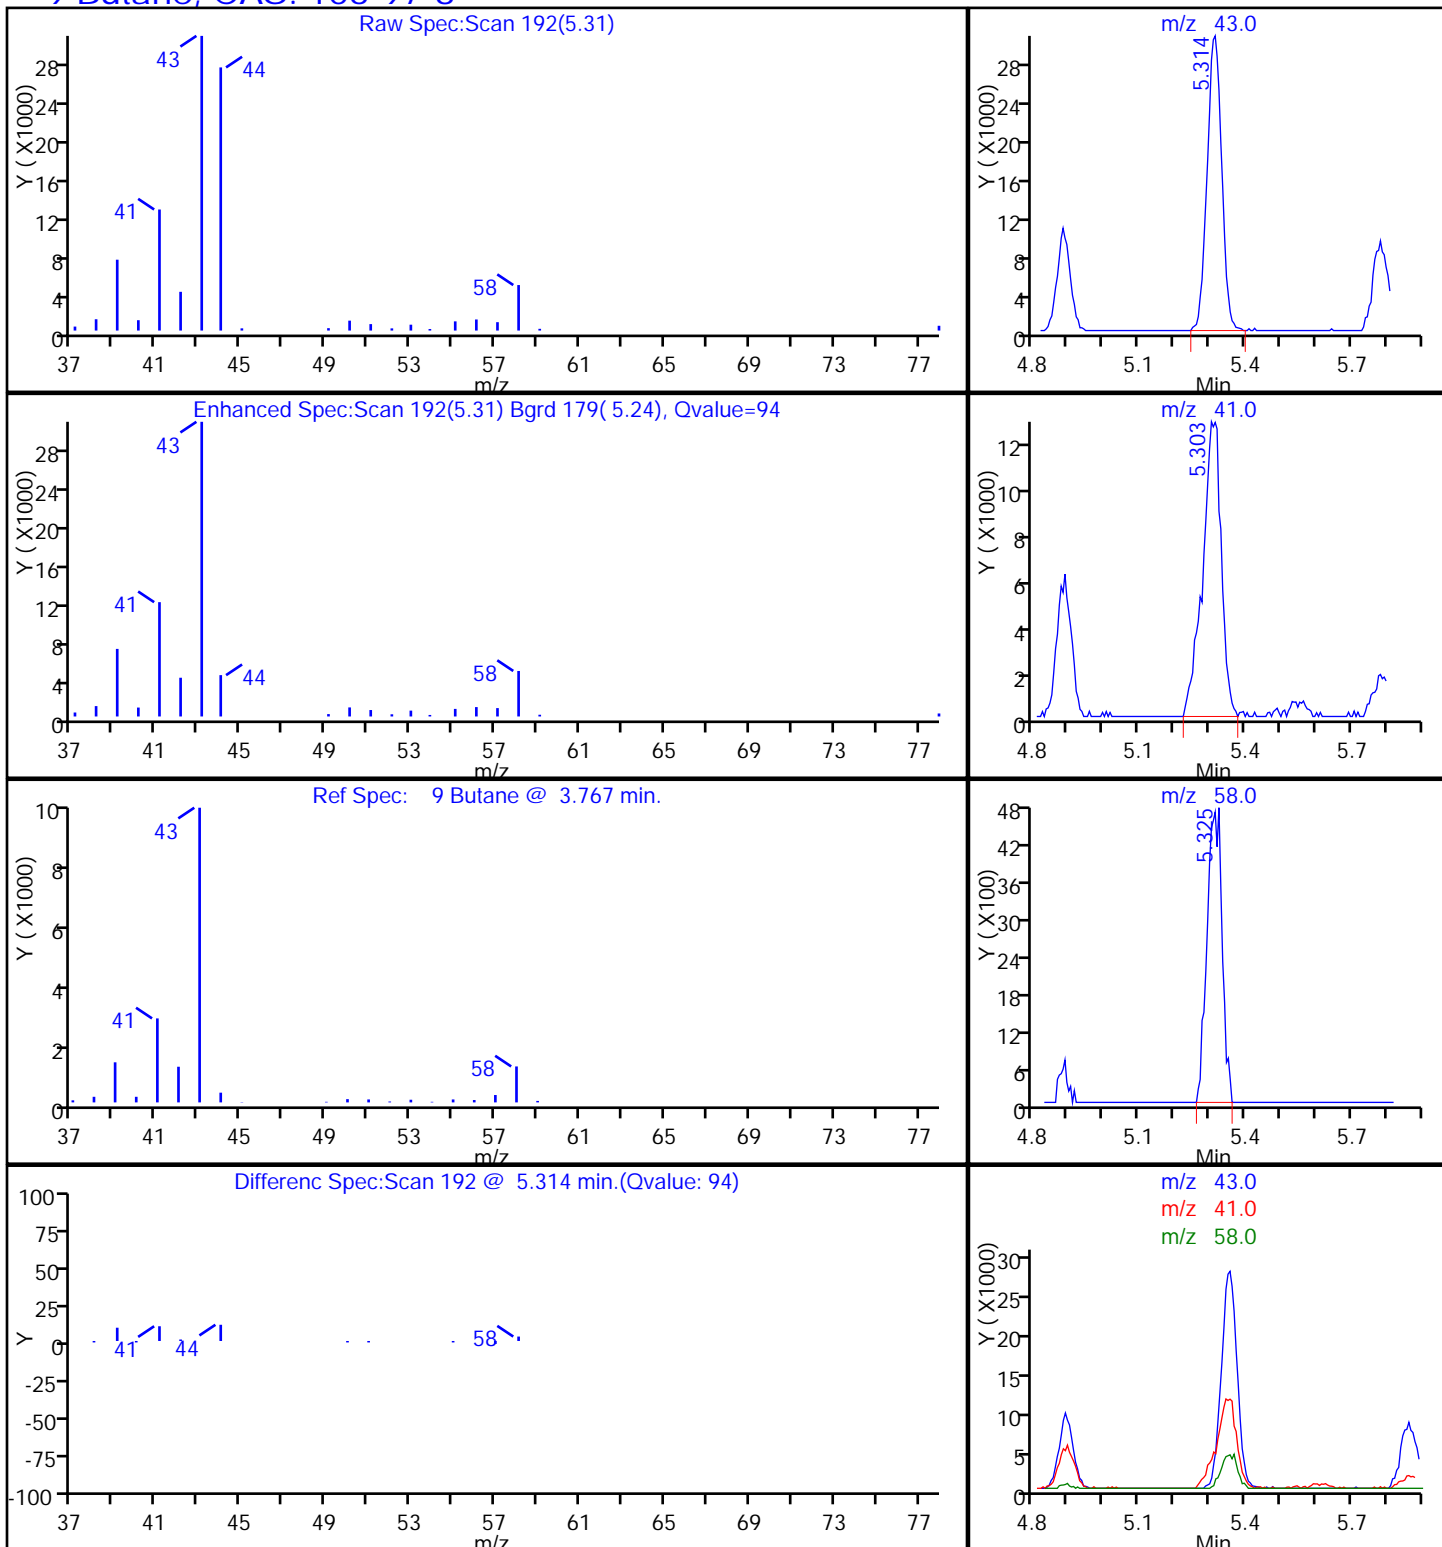 Raw Spec:Scan 192(5.31)
43
44
41
58
28
24
20
16
12
8
4
0
Y ( X1000)
37 41 45 49 53 57 61 65 69 73 77
m/z
m/z 43.0
5.314
28
24
20
16
12
8
4
0
Y ( X1000)
4.8 5.1 5.4 5.7
Min
Enhanced Spec:Scan 192(5.31) Bgrd 179( 5.24), Qvalue=94
43
41
44
58
28
24
20
16
12
8
4
0
Y ( X1000)
37 41 45 49 53 57 61 65 69 73 77
m/z
m/z 41.0
5.303
12
10
8
6
4
2
0
Y ( X1000)
4.8 5.1 5.4 5.7
Min
Ref Spec: 9 Butane @ 3.767 min.
43
41
58
10
8
6
4
2
0
Y ( X1000)
37 41 45 49 53 57 61 65 69 73 77
m/z
m/z 58.0
5.325
48
42
36
30
24
18
12
6
0
Y ( X100)
4.8 5.1 5.4 5.7
Min
Differenc Spec:Scan 192 @ 5.314 min.(Qvalue: 94)
41
44
58
100
75
50
25
0
-25
-50
-75
-100
Y
37 41 45 49 53 57 61 65 69 73 77
m/z
m/z 43.0
m/z 41.0
m/z 58.0
30
25
20
15
10
5
0
Y ( X1000)
4.8 5.1 5.4 5.7
Min